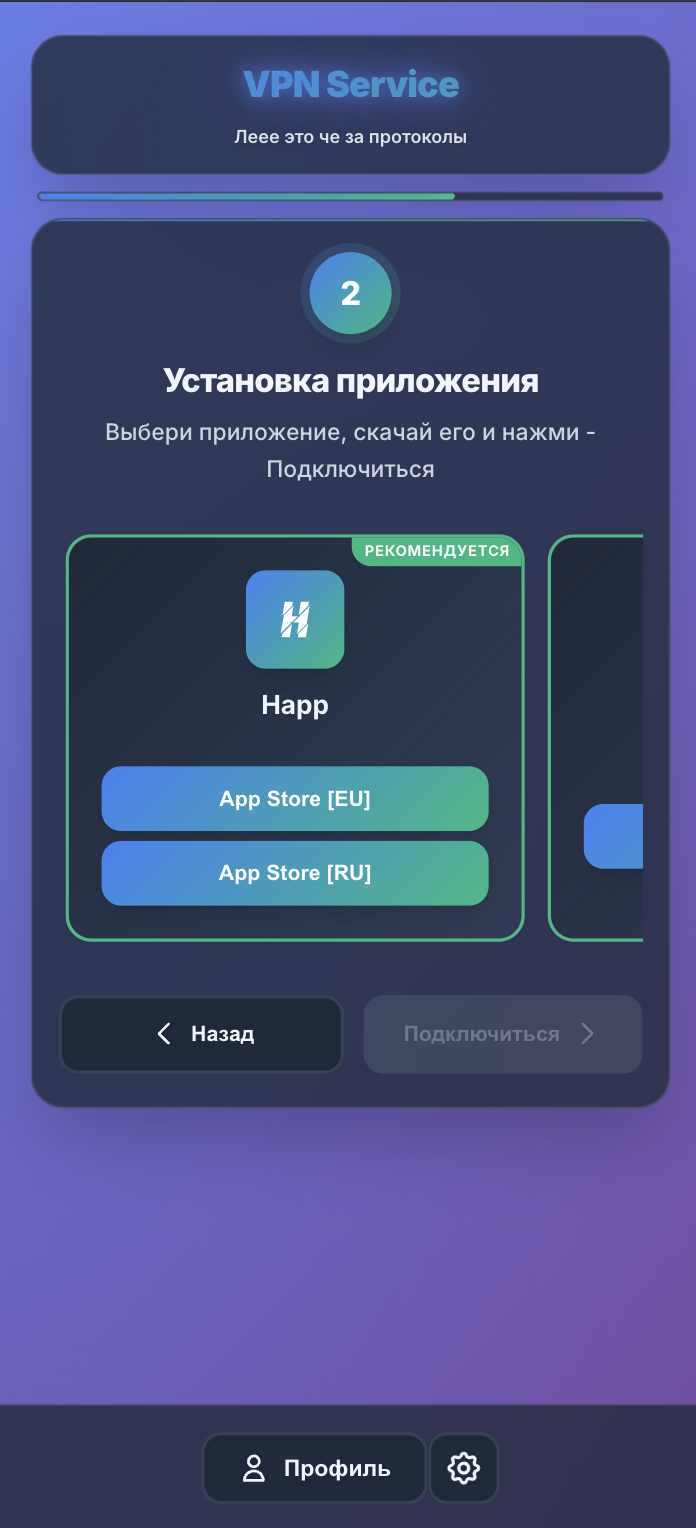 VPN Service
Леее это че за протоколы
2
Установка приложения
Выбери приложение, скачай его и нажми -
Подключиться
РЕКОМЕНДУЕТСЯ
H
Happ
App Store [EU]
App Store [RU]
Назад
Подключиться
Профиль